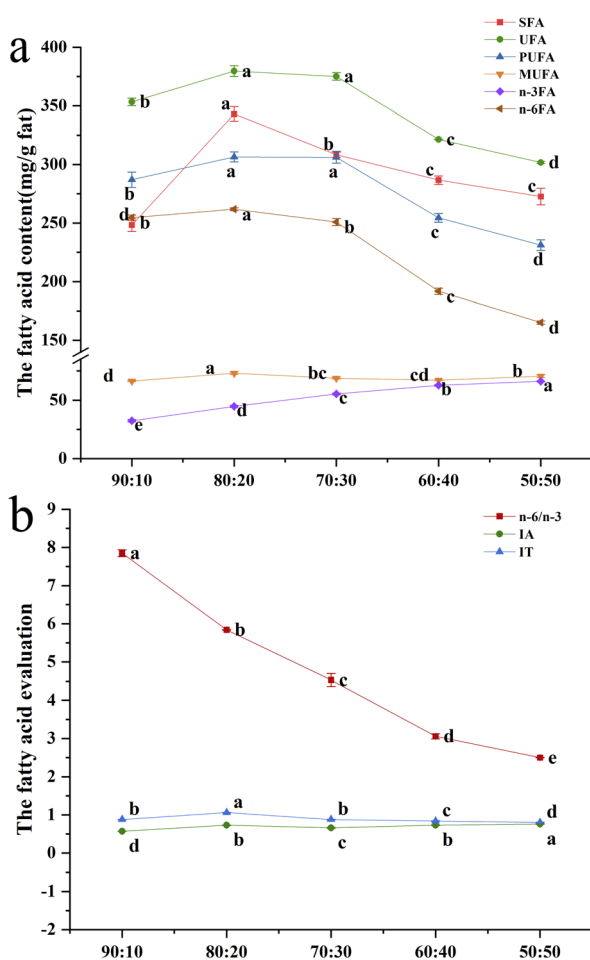 a
SFA
UFA
PUFA
MUFA
n-3FA
n-6FA
The fatty acid content(mg/g fat)
400
350
300
250
200
150
50
0
b a a c d
a b c c
b a a c d
d b a b c d
d a bc cd b
e d c b a
90:10 80:20 70:30 60:40 50:50
b
n-6/n-3
IA
IT
The fatty acid evaluation
9
8
7
6
5
4
3
2
1
0
-1
-2
a
b
c
d
e
b a b c d
d b c b a
90:10 80:20 70:30 60:40 50:50